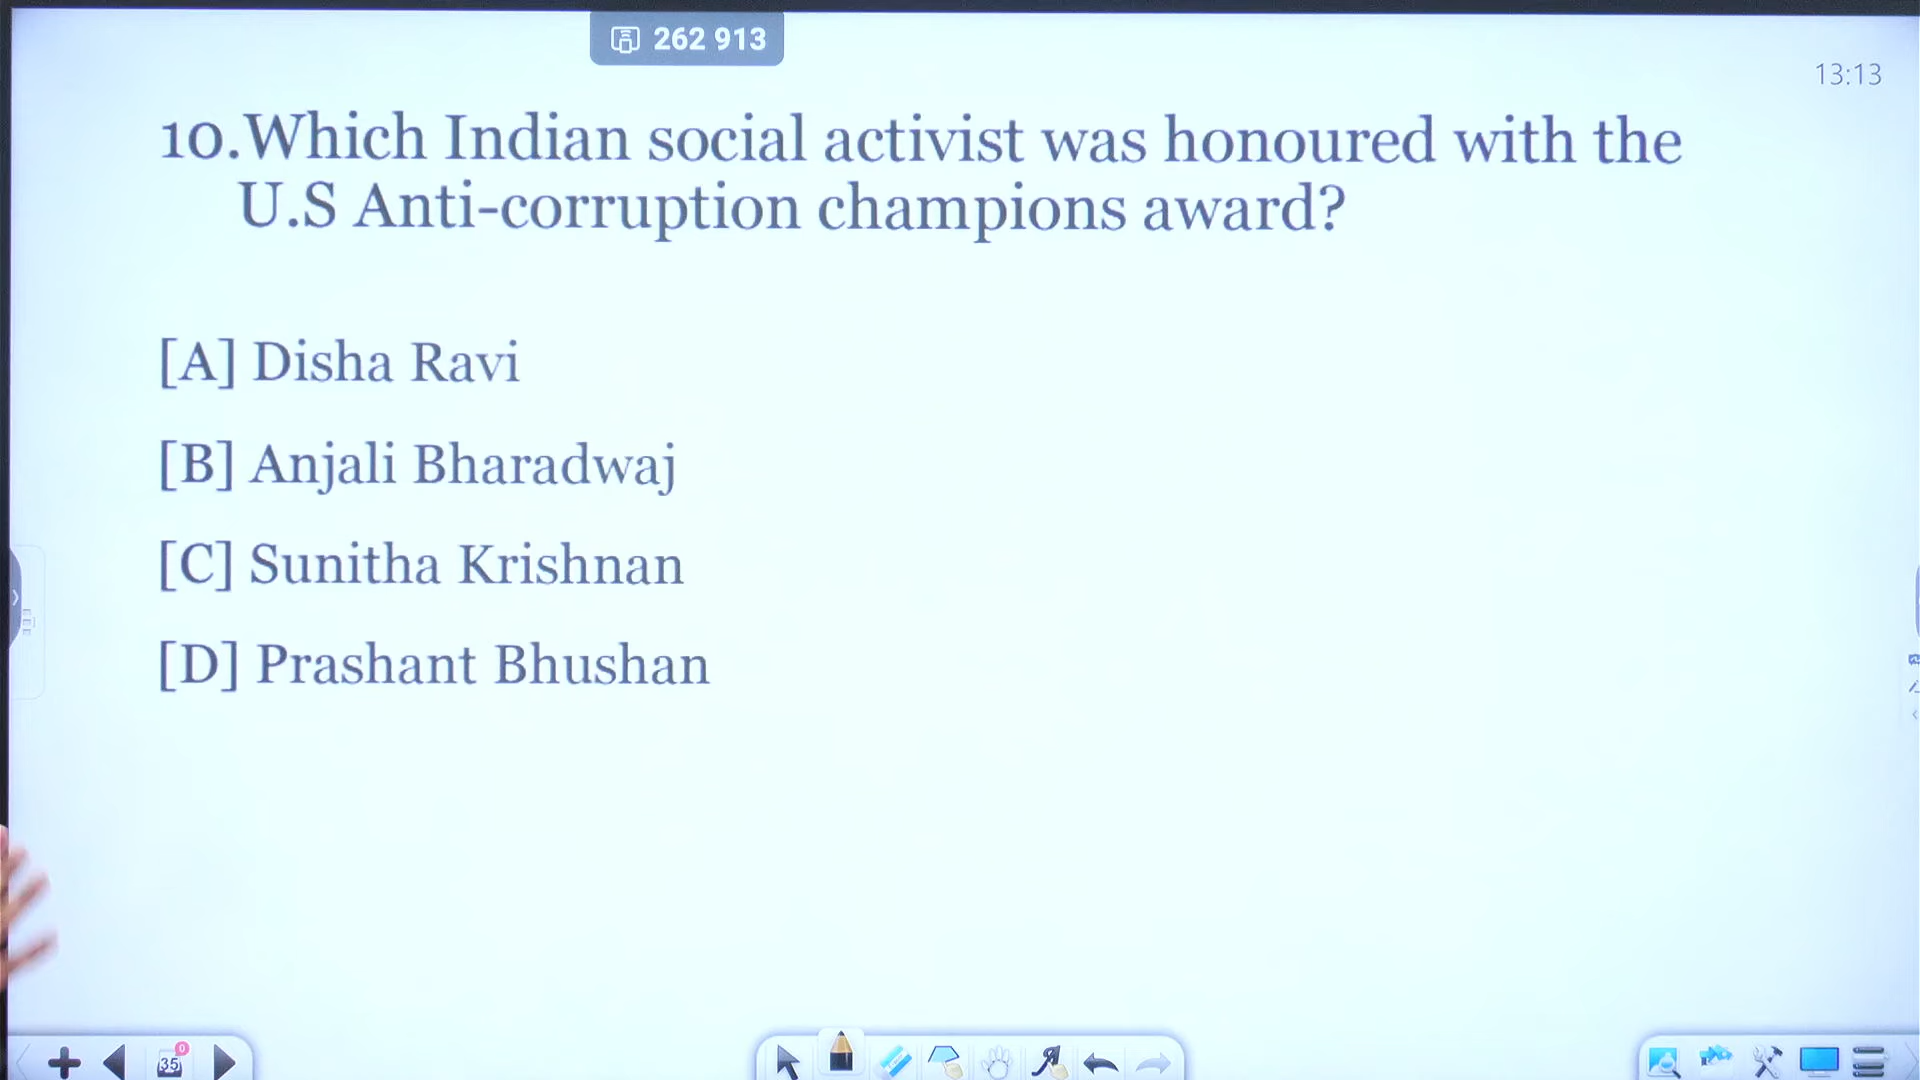 262 913
13:13
10.Which Indian social activist was honoured with the
U.S Anti-corruption champions award?
[A] Disha Ravi
[B] Anjali Bharadwaj
[C] Sunitha Krishnan
[D] Prashant Bhushan
35
0